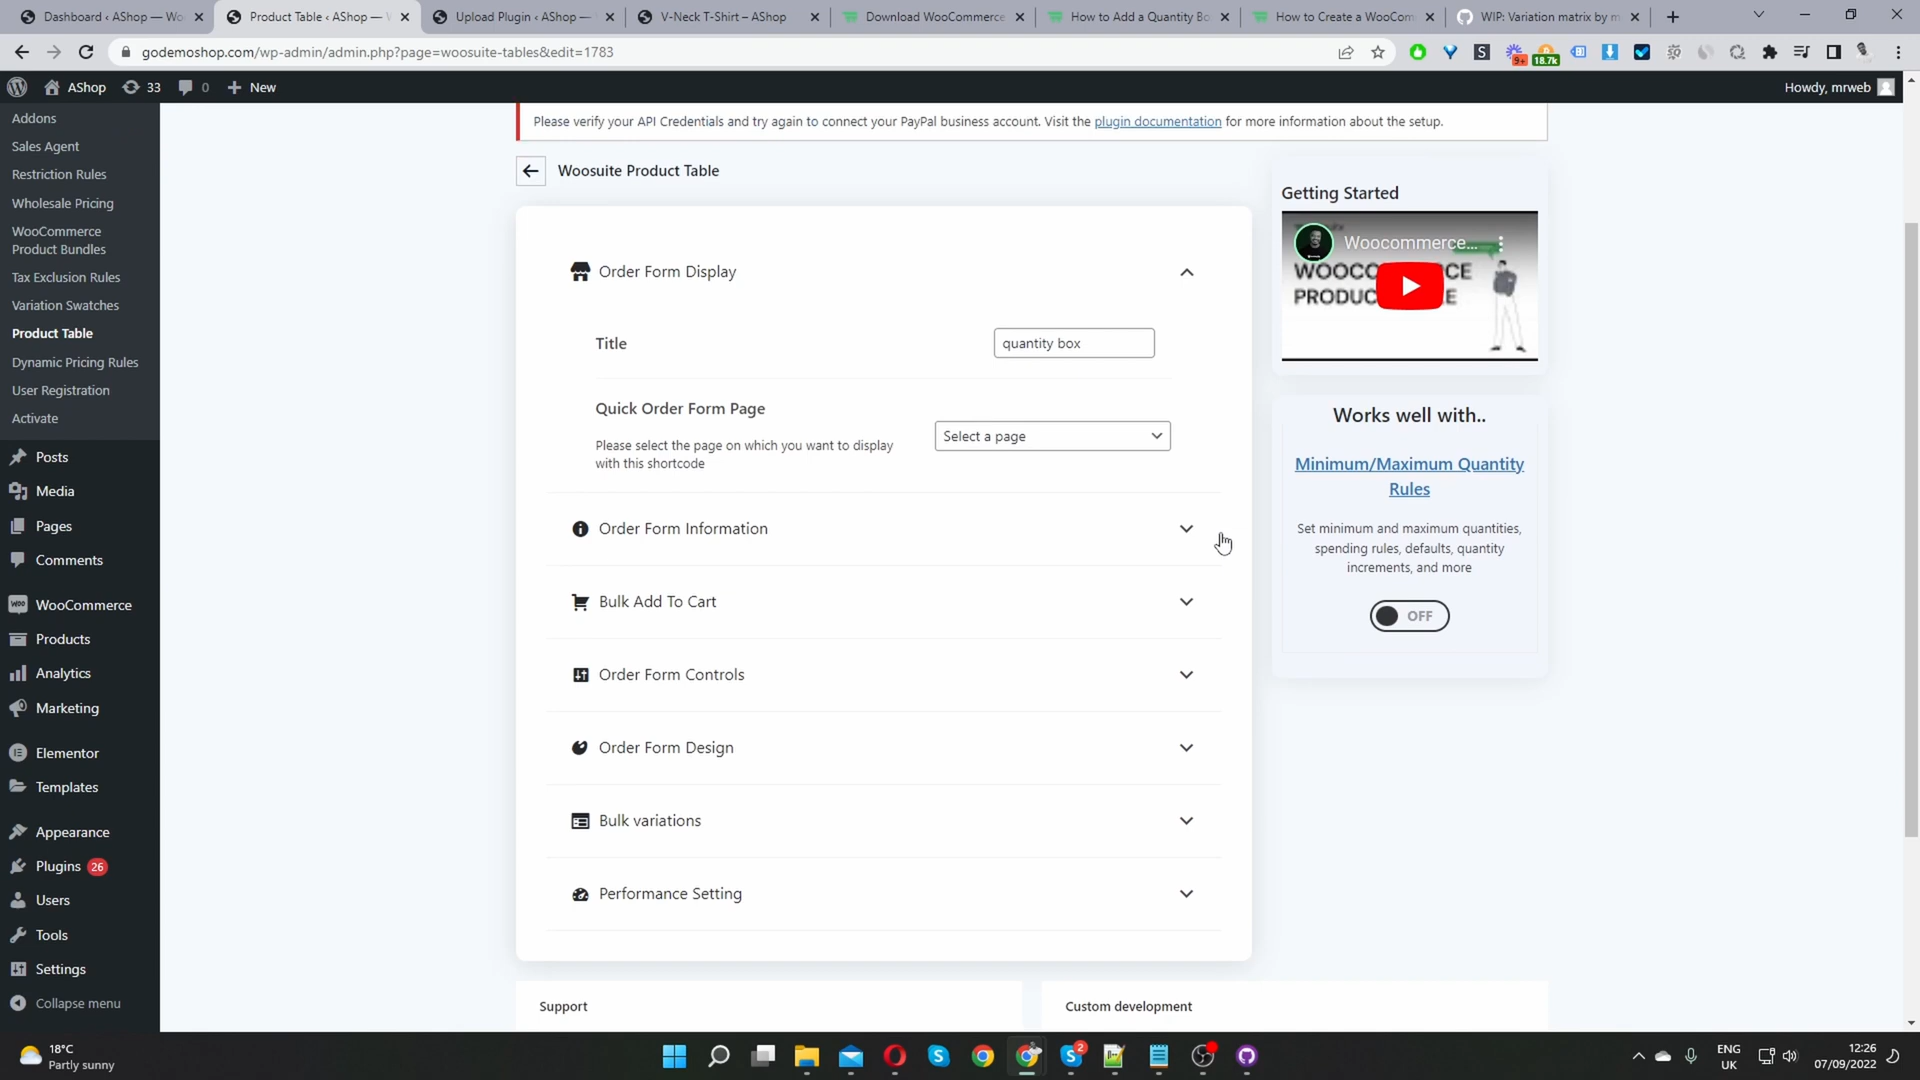 Dashboard ‹ AShop — Wo
Product Table ‹ AShop — W
Upload Plugin ‹ AShop — W
V-Neck T-Shirt – AShop
Download WooCommerce
How to Add a Quantity Bo
How to Create a WooCom
WIP: Variation matrix by m
godemoshop.com/wp-admin/admin.php?page=woosuite-tables&edit=1783
9+
18.7k
AShop
33
0
New
Howdy, mrweb
Addons
Sales Agent
Restriction Rules
Wholesale Pricing
WooCommerce
Product Bundles
Tax Exclusion Rules
Variation Swatches
Product Table
Dynamic Pricing Rules
User Registration
Activate
Posts
Media
Pages
Comments
WooCommerce
Products
Analytics
Marketing
Elementor
Templates
Appearance
Plugins 26
Users
Tools
Settings
Collapse menu
Please verify your API Credentials and try again to connect your PayPal business account. Visit the plugin documentation for more information about the setup.
Woosuite Product Table
Order Form Display
Title
quantity box
Quick Order Form Page
Please select the page on which you want to display
with this shortcode
Select a page
Order Form Information
Bulk Add To Cart
Order Form Controls
Order Form Design
Bulk variations
Performance Setting
Support
Custom development
Getting Started
Woocommerce...
Works well with..
Minimum/Maximum Quantity
Rules
Set minimum and maximum quantities,
spending rules, defaults, quantity
increments, and more
OFF
18°C
Partly sunny
2
ENG
UK
12:26
07/09/2022